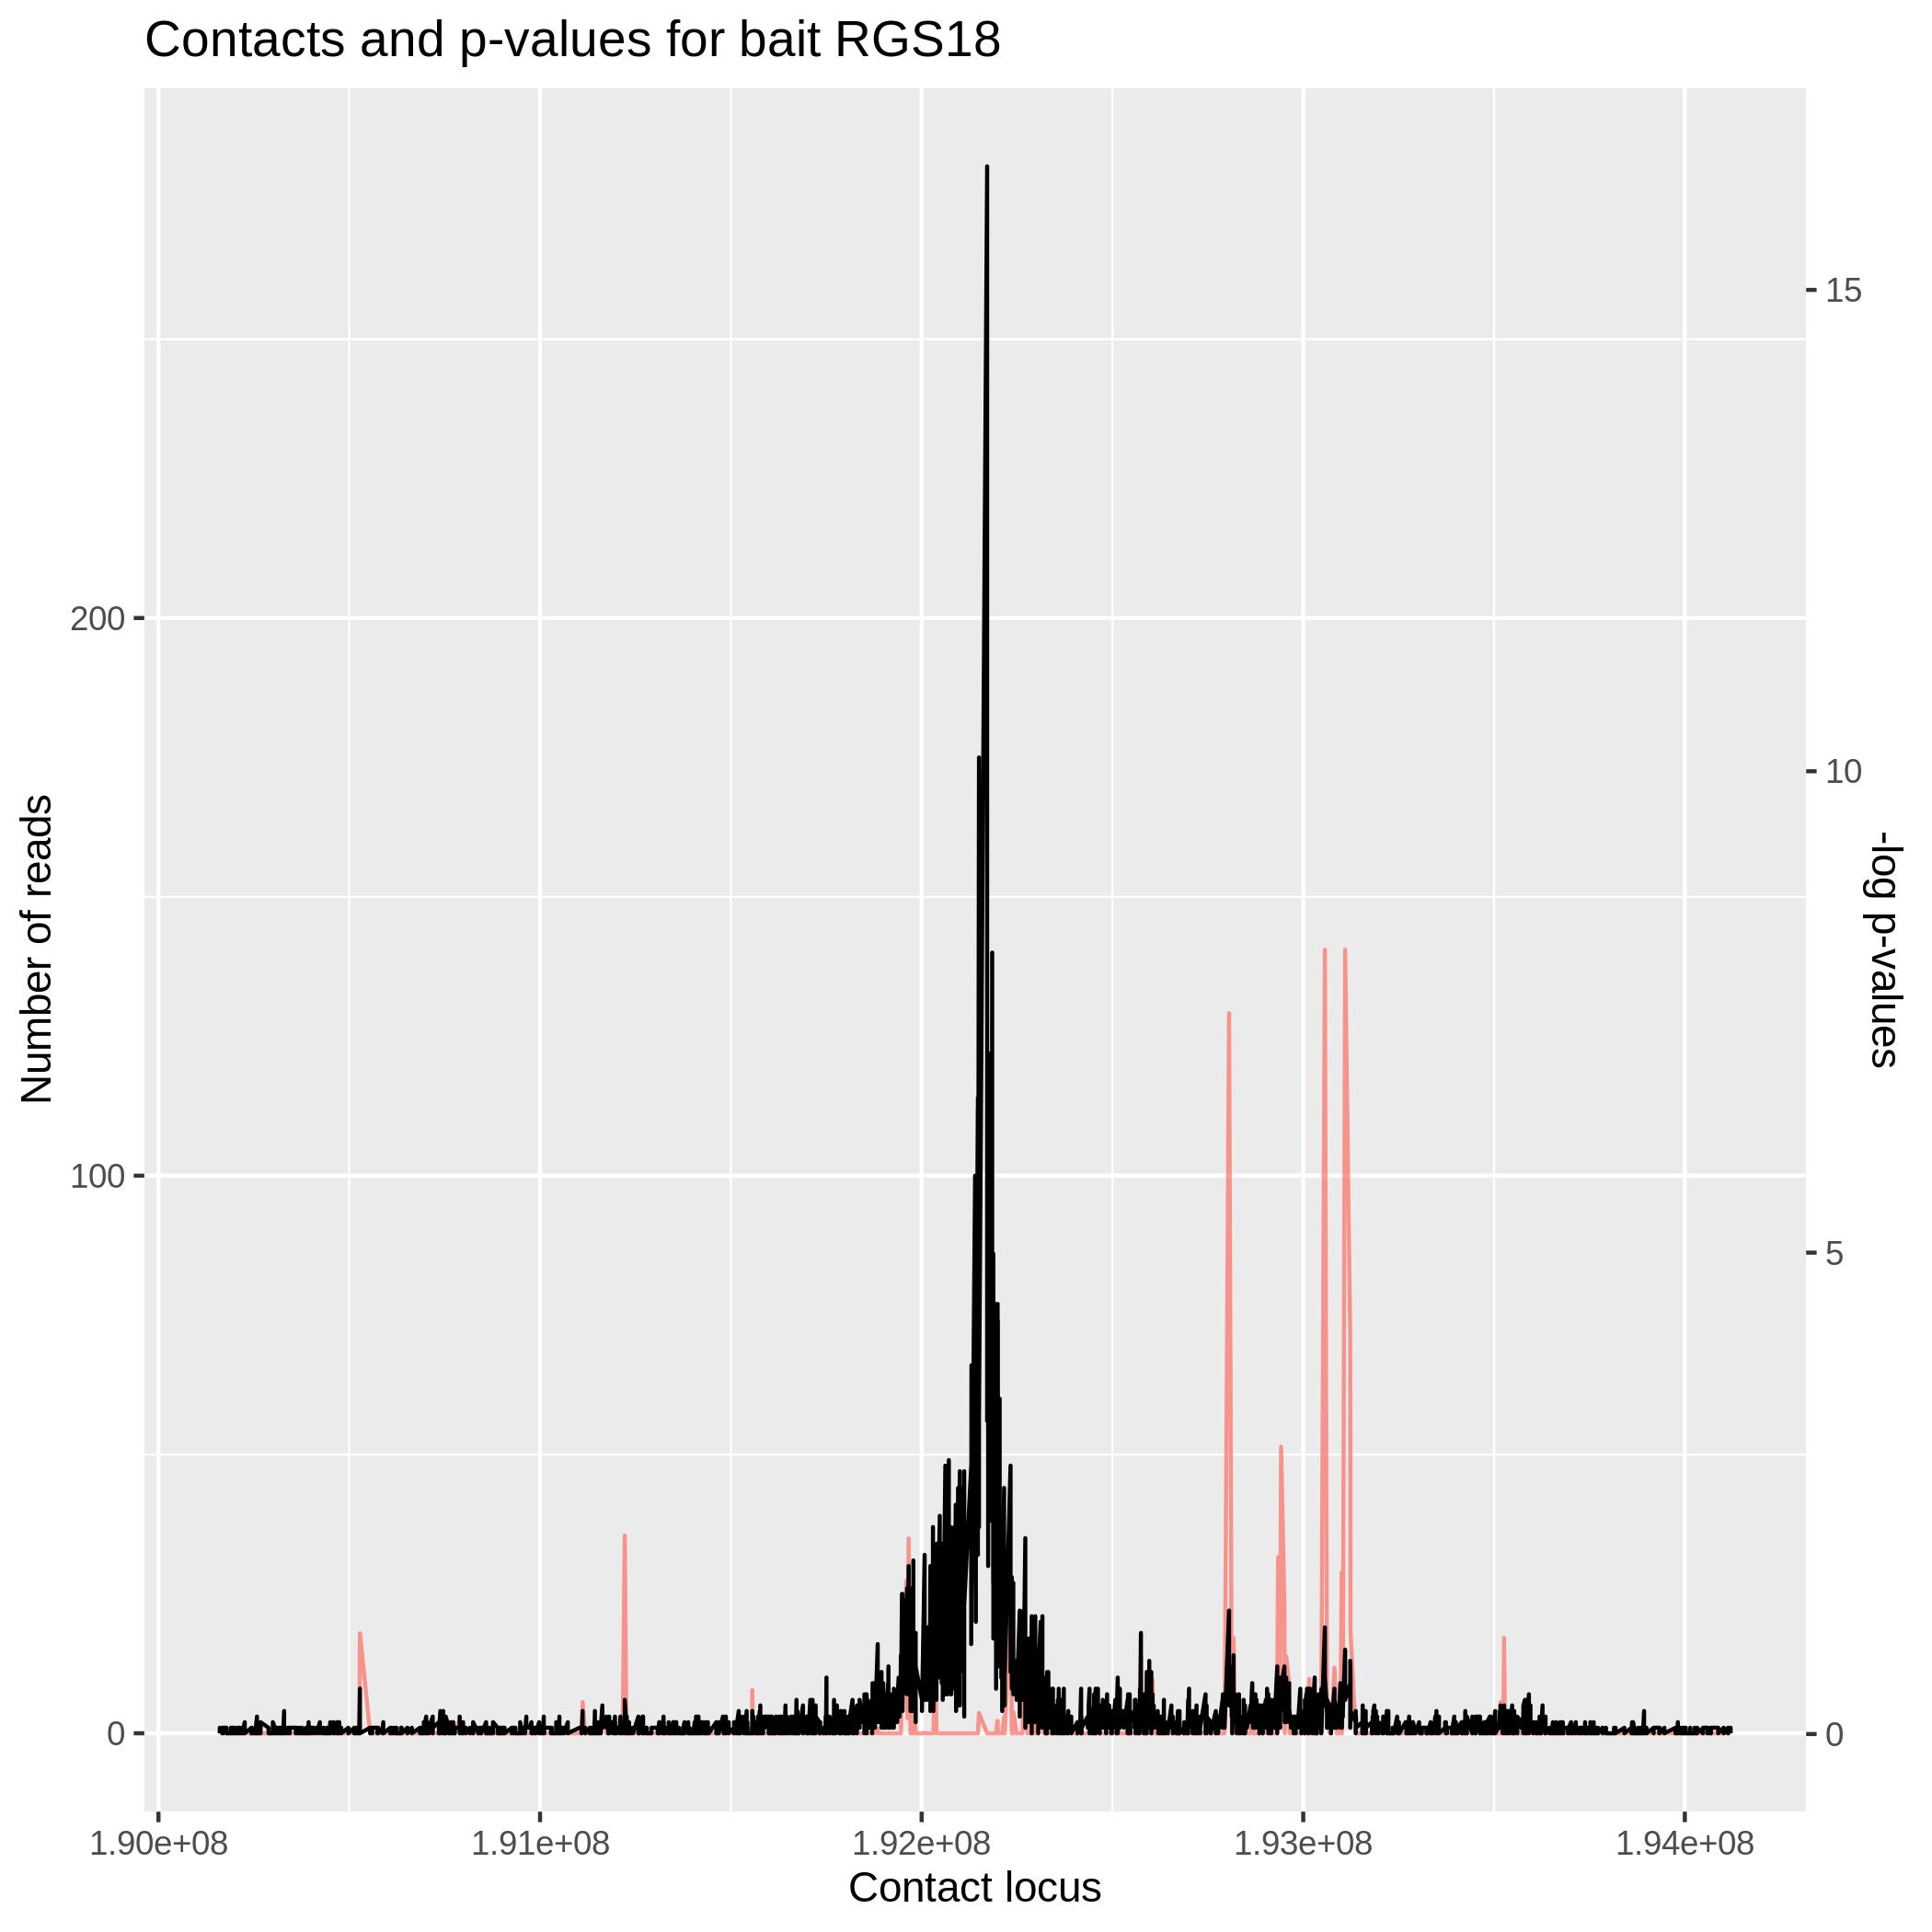 Contacts and p-values for bait RGS18
Number of reads
200
100
0
15
10
5
0
-log p-values
1.90e+08 1.91e+08 1.92e+08 1.93e+08 1.94e+08
Contact locus